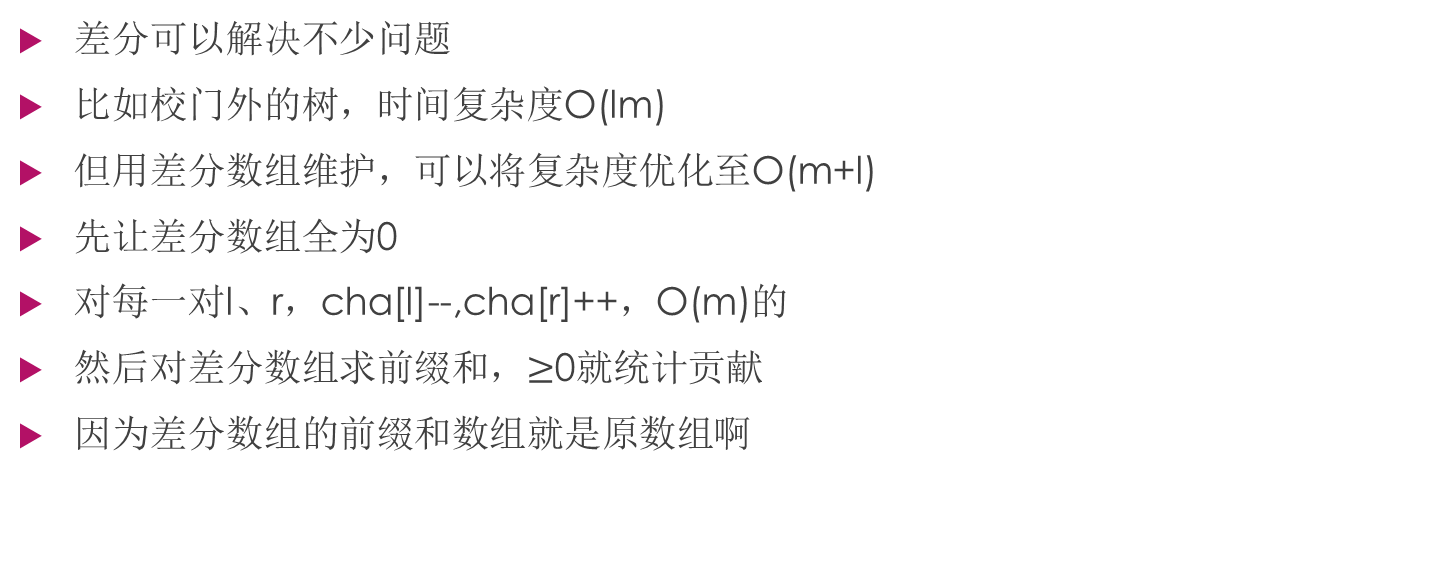 差分可以解决不少问题
比如校门外的树，时间复杂度O(lm)
但用差分数组维护，可以将复杂度优化至O(m+l)
先让差分数组全为0
对每一对l、r，cha[l]--,cha[r]++，O(m)的
然后对差分数组求前缀和，≥0就统计贡献
因为差分数组的前缀和数组就是原数组啊